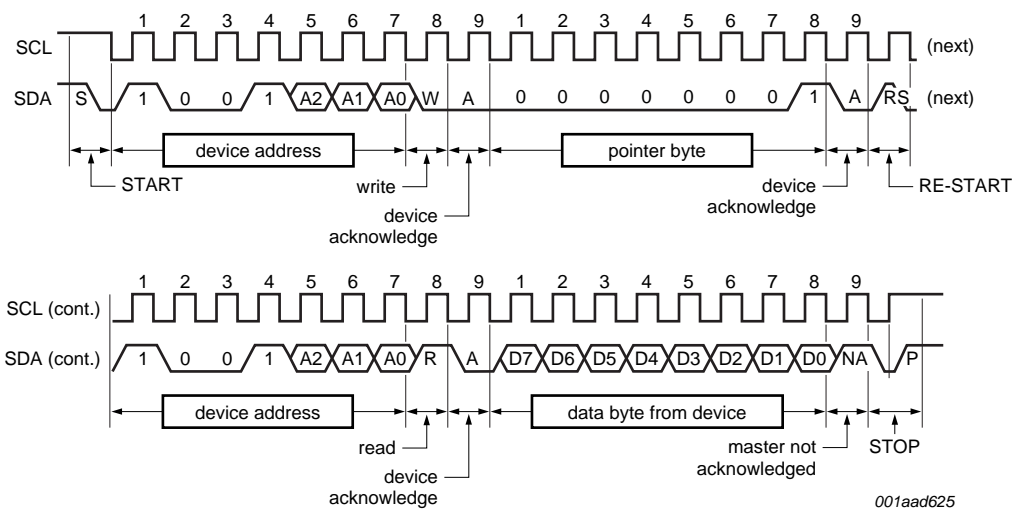 1 2 3 4 5 6 7 8 9 1 2 3 4 5 6 7 8 9
SCL (next)
SDA S 1 0 0 1 A2 A1 A0 W A 0 0 0 0 0 0 0 1 A RS (next)
device address pointer byte
START write device acknowledge device acknowledge RE-START
1 2 3 4 5 6 7 8 9 1 2 3 4 5 6 7 8 9
SCL (cont.)
SDA (cont.) 1 0 0 1 A2 A1 A0 R A D7 D6 D5 D4 D3 D2 D1 D0 NA P
device address data byte from device
read device acknowledge master not acknowledged STOP
001aad625